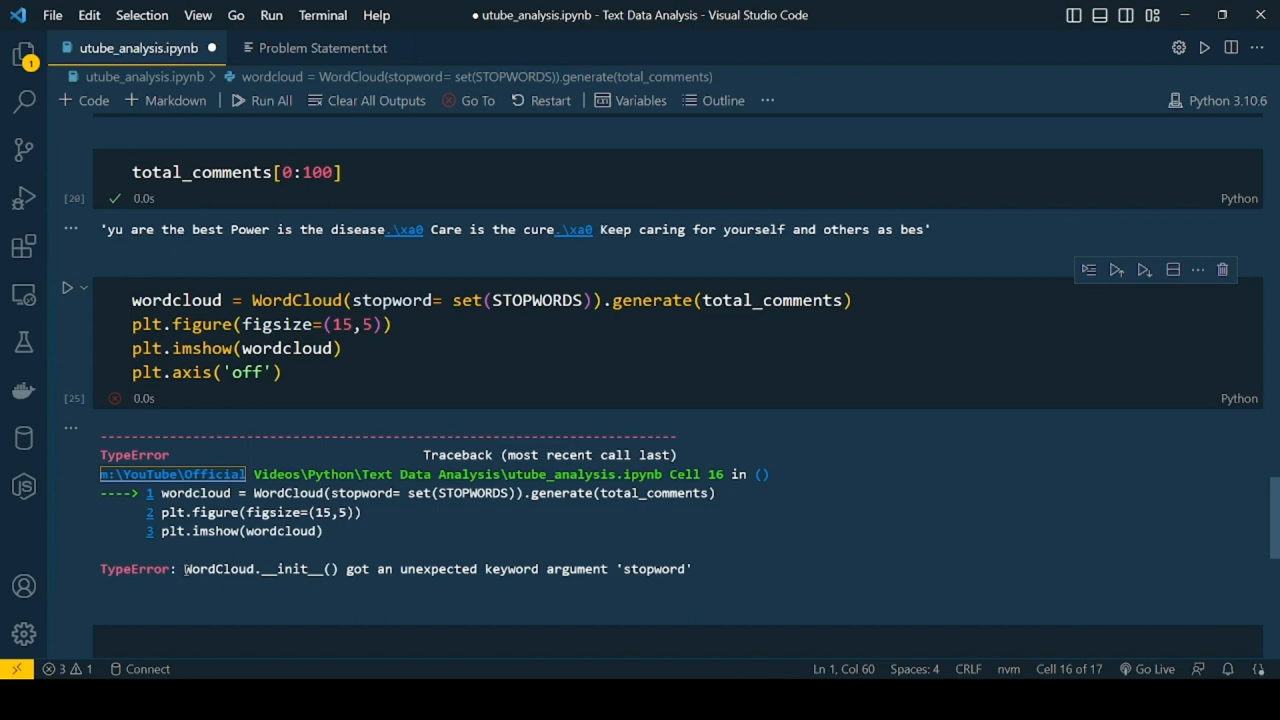 File Edit Selection View Go Run Terminal Help
● utube_analysis.ipynb - Text Data Analysis - Visual Studio Code
utube_analysis.ipynb ●
Problem Statement.txt
utube_analysis.ipynb > wordcloud = WordCloud(stopword= set(STOPWORDS)).generate(total_comments)
+ Code + Markdown Run All Clear All Outputs Go To Restart Variables Outline ... Python 3.10.6
total_comments[0:100]
[20] 0.0s Python
... 'yu are the best Power is the disease.\xa0 Care is the cure.\xa0 Keep caring for yourself and others as bes'
wordcloud = WordCloud(stopword= set(STOPWORDS)).generate(total_comments)
plt.figure(figsize=(15,5))
plt.imshow(wordcloud)
plt.axis('off')
[25] 0.0s Python
...
---------------------------------------------------------------------------
TypeError Traceback (most recent call last)
m:\YouTube\Official Videos\Python\Text Data Analysis\utube_analysis.ipynb Cell 16 in ()
----> 1 wordcloud = WordCloud(stopword= set(STOPWORDS)).generate(total_comments)
2 plt.figure(figsize=(15,5))
3 plt.imshow(wordcloud)
TypeError: WordCloud.__init__() got an unexpected keyword argument 'stopword'
1
3 1 Connect Ln 1, Col 60 Spaces: 4 CRLF nvm Cell 16 of 17 Go Live